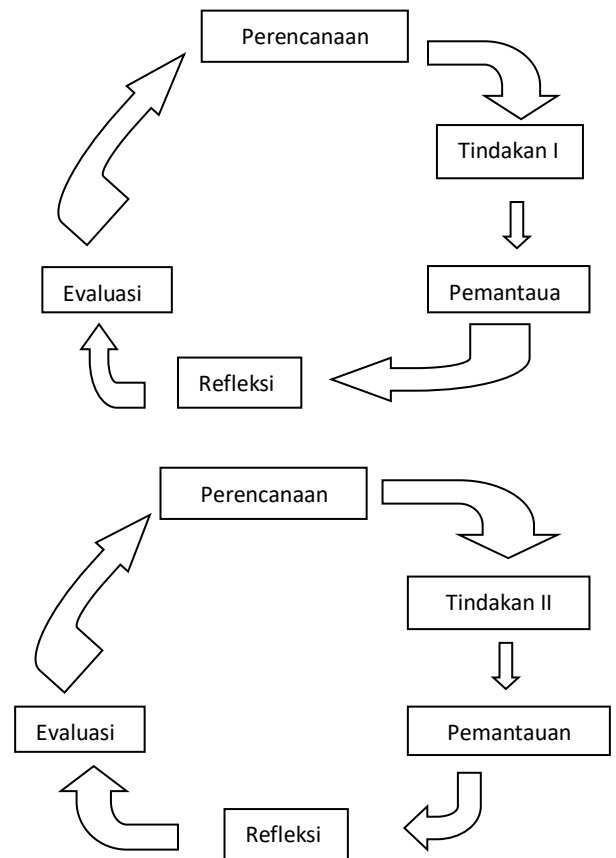 Perencanaan
Tindakan I
Pemantaua
Refleksi
Evaluasi
Perencanaan
Tindakan II
Pemantauan
Refleksi
Evaluasi